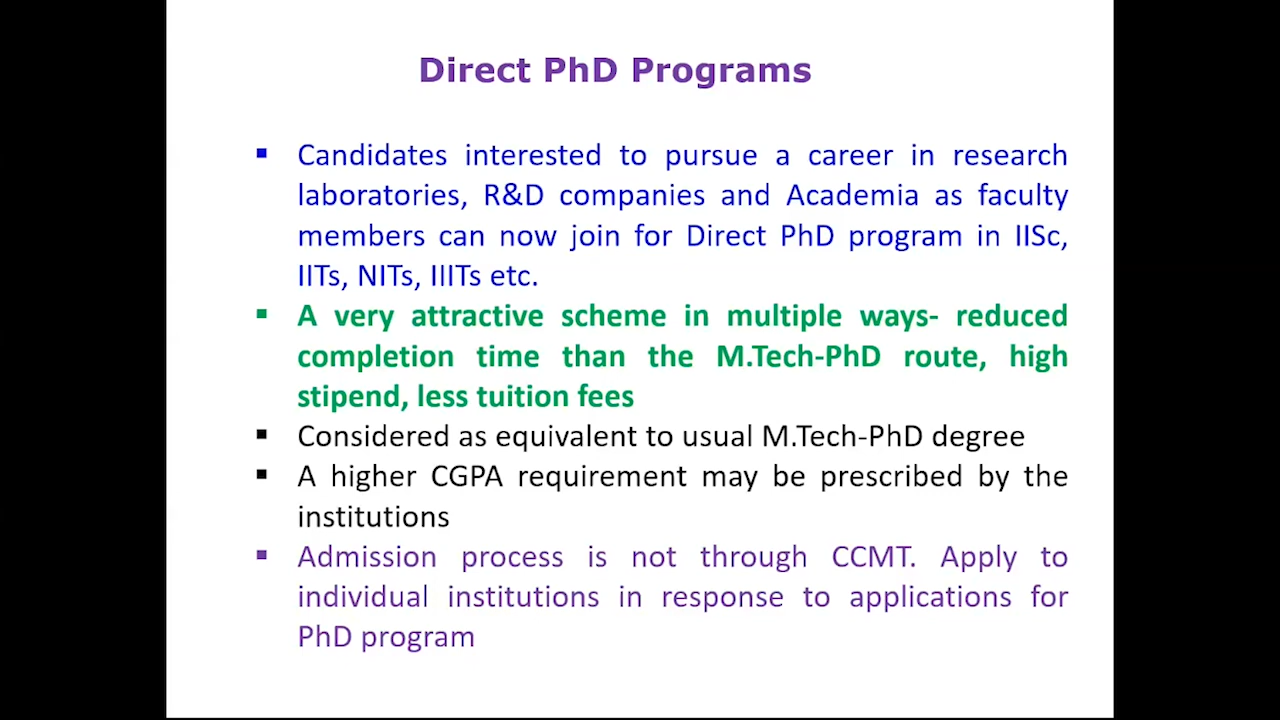 Direct PhD Programs
▪ Candidates interested to pursue a career in research
laboratories, R&D companies and Academia as faculty
members can now join for Direct PhD program in IISc,
IITs, NITs, IIITs etc.
▪ A very attractive scheme in multiple ways- reduced
completion time than the M.Tech-PhD route, high
stipend, less tuition fees
▪ Considered as equivalent to usual M.Tech-PhD degree
▪ A higher CGPA requirement may be prescribed by the
institutions
▪ Admission process is not through CCMT. Apply to
individual institutions in response to applications for
PhD program